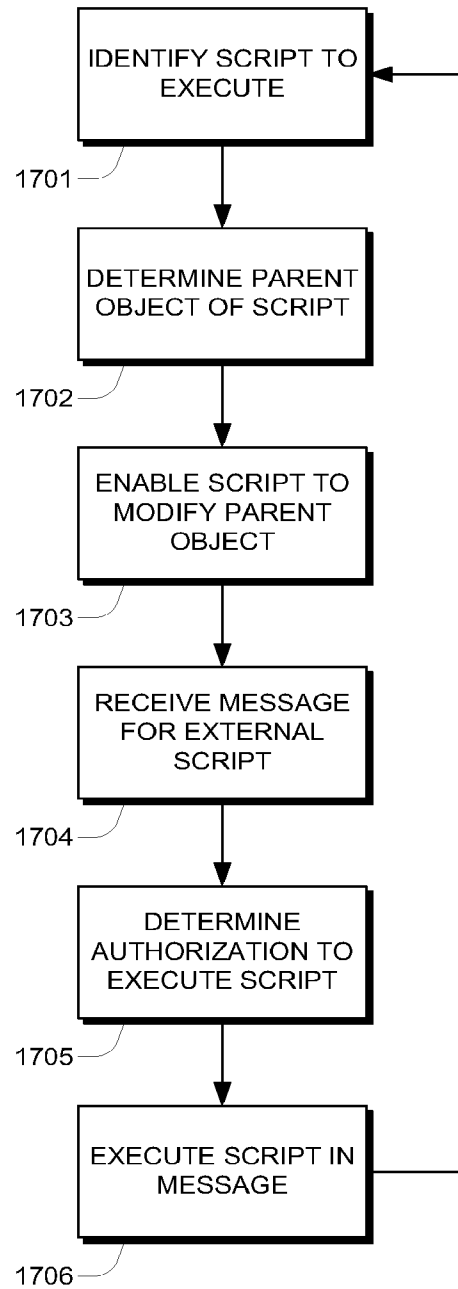 IDENTIFY SCRIPT TO
EXECUTE
1701
DETERMINE PARENT
OBJECT OF SCRIPT
1702
ENABLE SCRIPT TO
MODIFY PARENT
OBJECT
1703
RECEIVE MESSAGE
FOR EXTERNAL
SCRIPT
1704
DETERMINE
AUTHORIZATION TO
EXECUTE SCRIPT
1705
EXECUTE SCRIPT IN
MESSAGE
1706